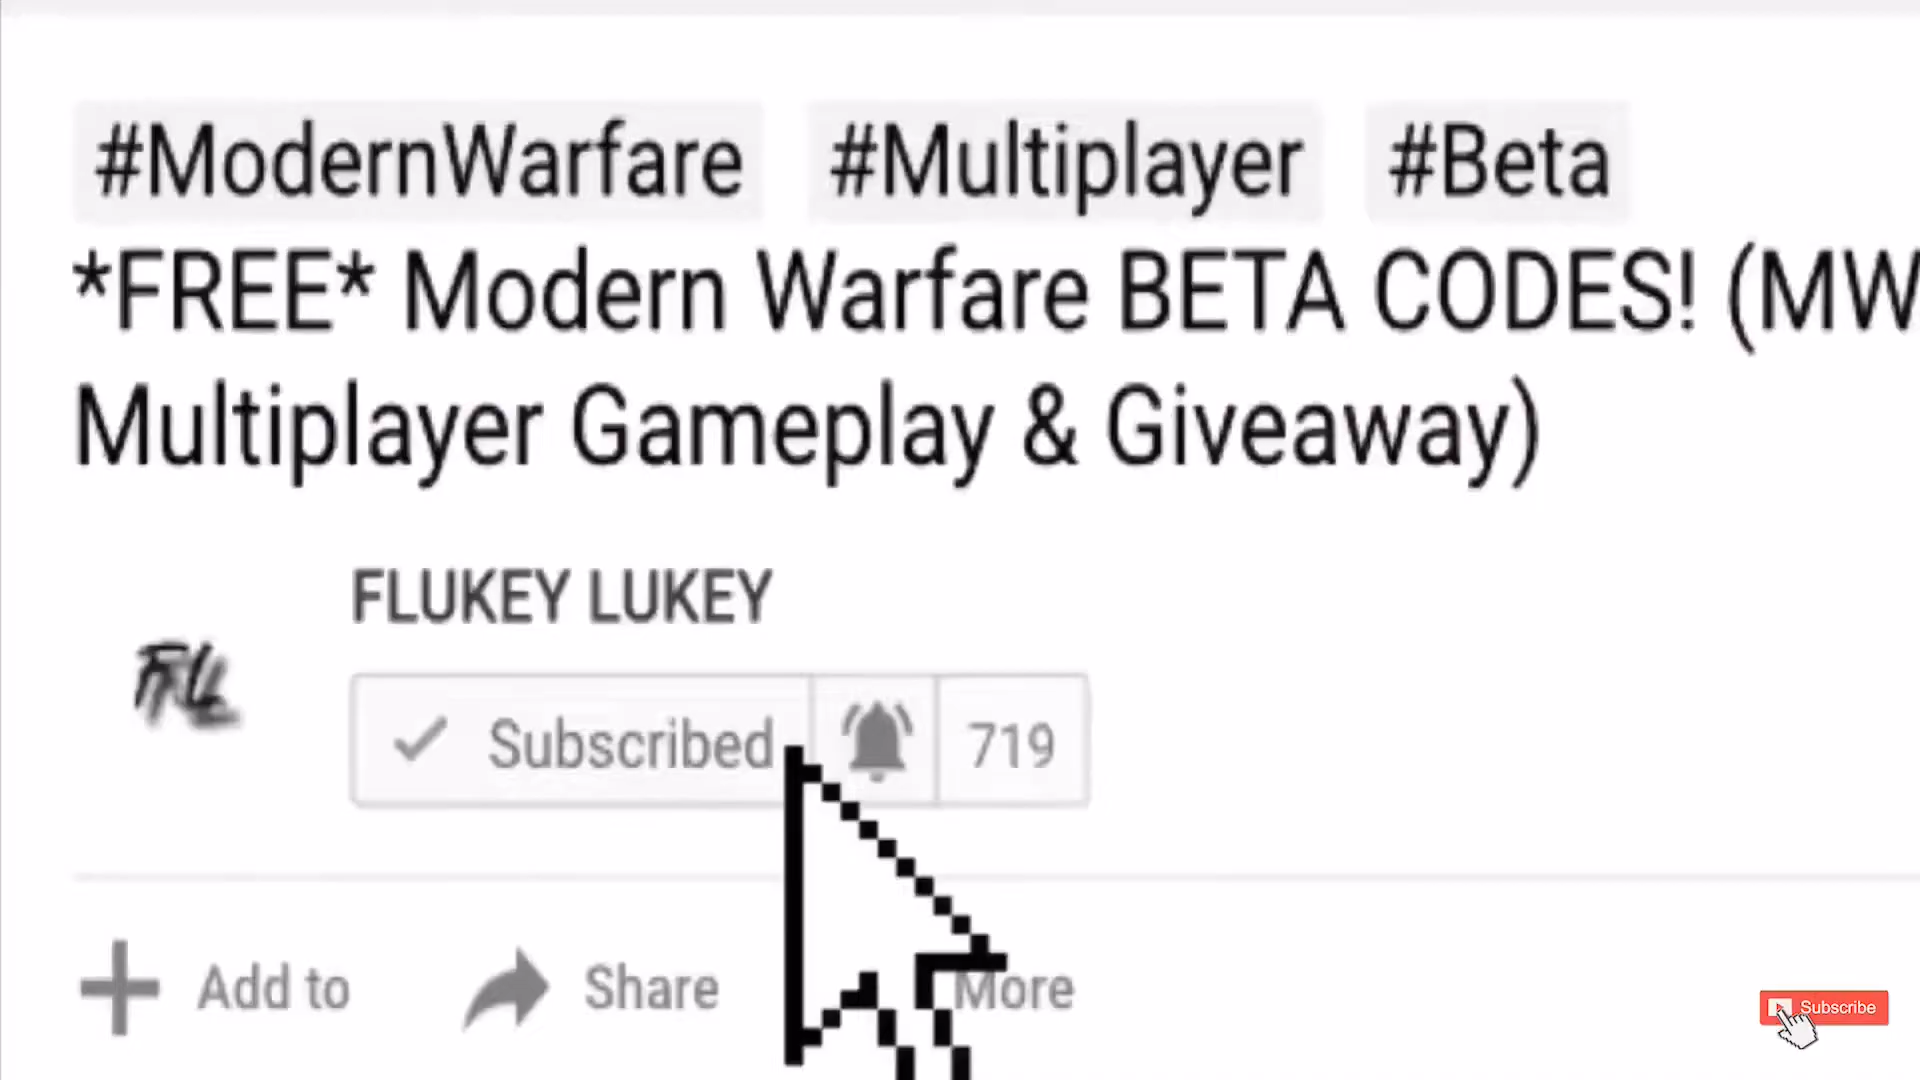 #ModernWarfare #Multiplayer #Beta
*FREE* Modern Warfare BETA CODES! (MW
Multiplayer Gameplay & Giveaway)
FLUKEY LUKEY
Subscribed 719
Add to Share More
Subscribe